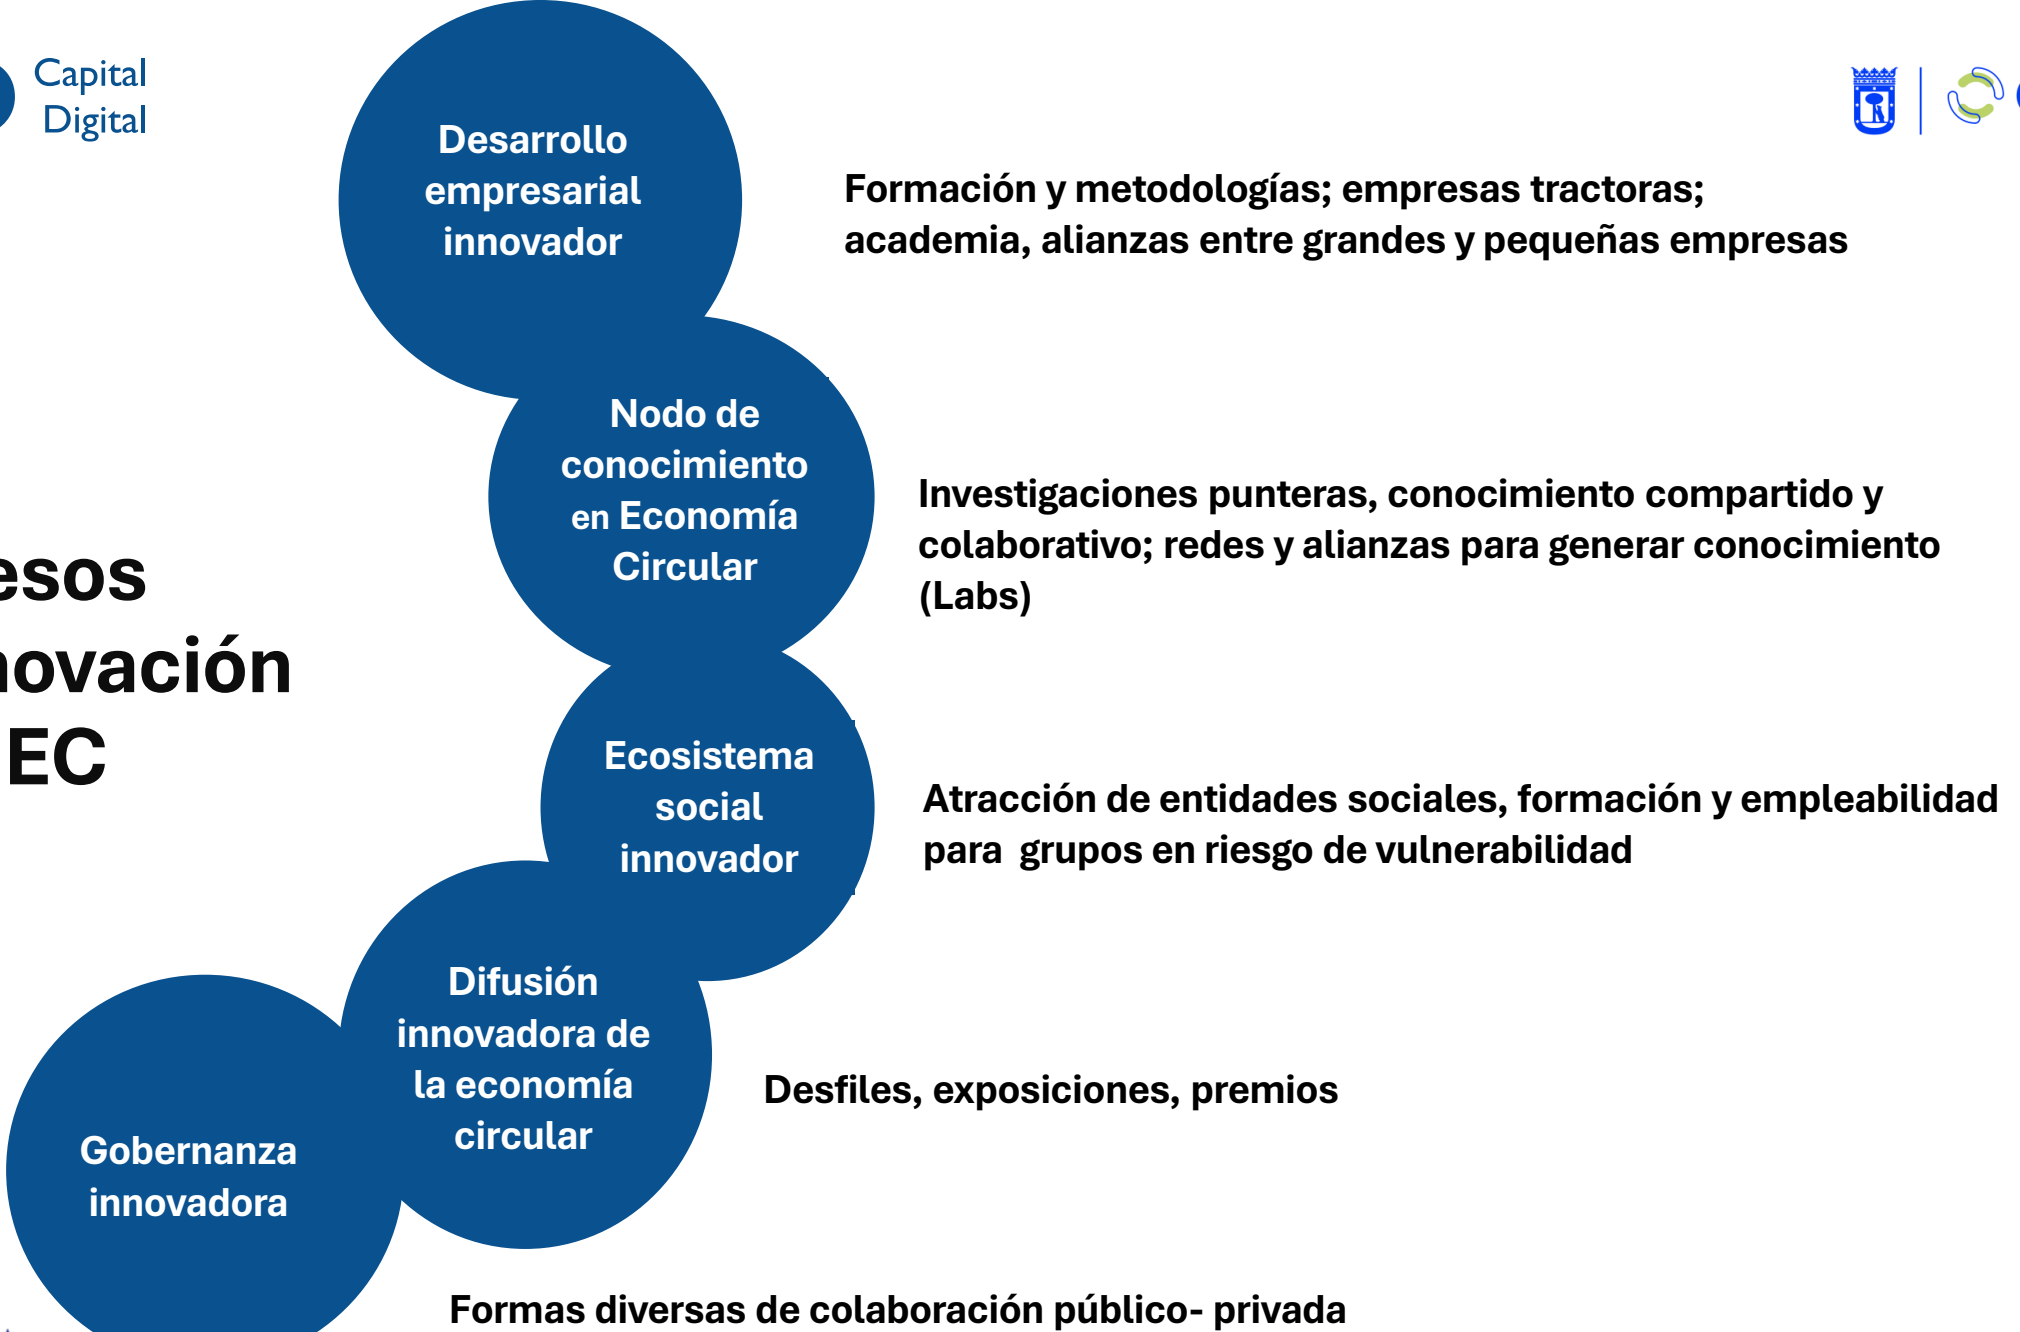 Capital
Digital
Desarrollo
empresarial
innovador
Formación y metodologías; empresas tractoras;
academia, alianzas entre grandes y pequeñas empresas
Nodo de
conocimiento
en Economía
Circular
Investigaciones punteras, conocimiento compartido y
colaborativo; redes y alianzas para generar conocimiento
(Labs)
esos
novación
EC
Ecosistema
social
innovador
Atracción de entidades sociales, formación y empleabilidad
para grupos en riesgo de vulnerabilidad
Difusión
innovadora de
la economía
circular
Desfiles, exposiciones, premios
Gobernanza
innovadora
Formas diversas de colaboración público- privada